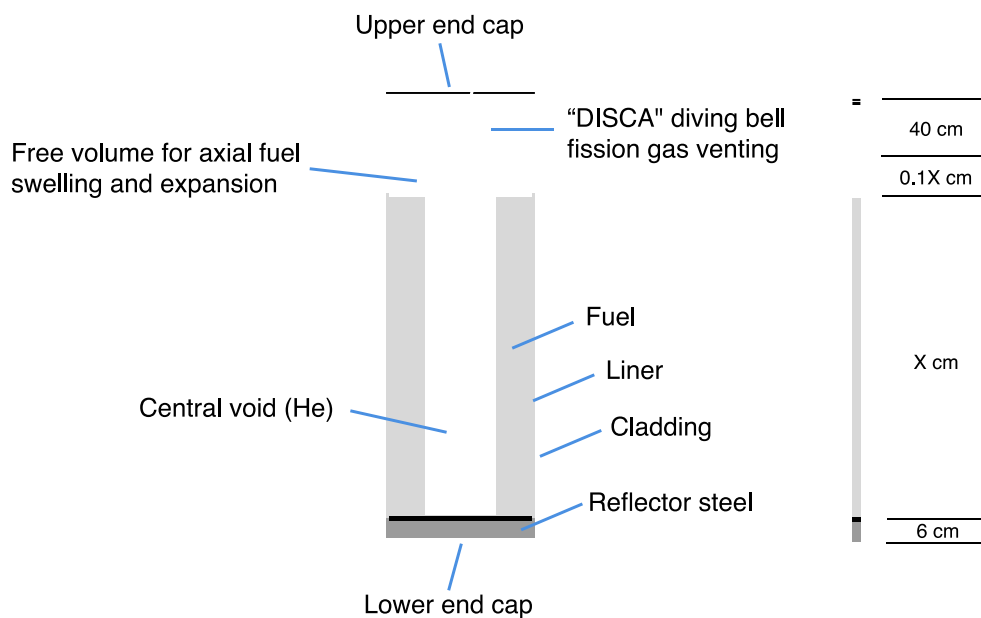 Upper end cap
“DISCA" diving bell
fission gas venting
Free volume for axial fuel
swelling and expansion
40 cm
0.1X cm
Fuel
Liner
X cm
Central void (He)
Cladding
Reflector steel
6 cm
Lower end cap